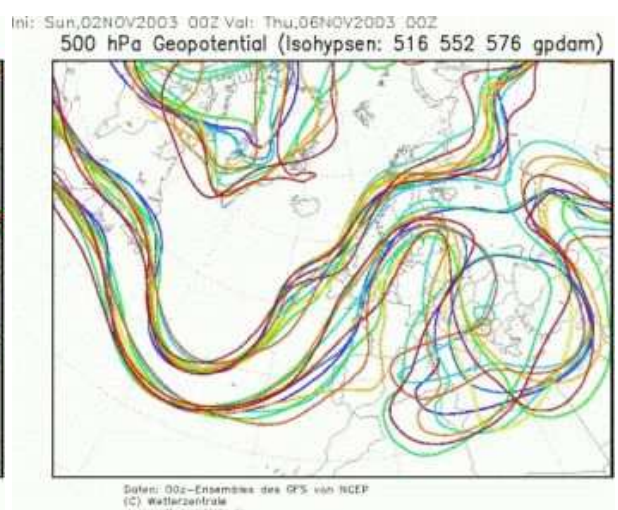 Ini: Sun,02NOV2003 00Z Val: Thu,06NOV2003 00Z
500 hPa Geopotential (Isohypsen: 516 552 576 gpdam)
Daten: 00z-Ensembles des GFS von NCEP
(C) Wetterzentrale